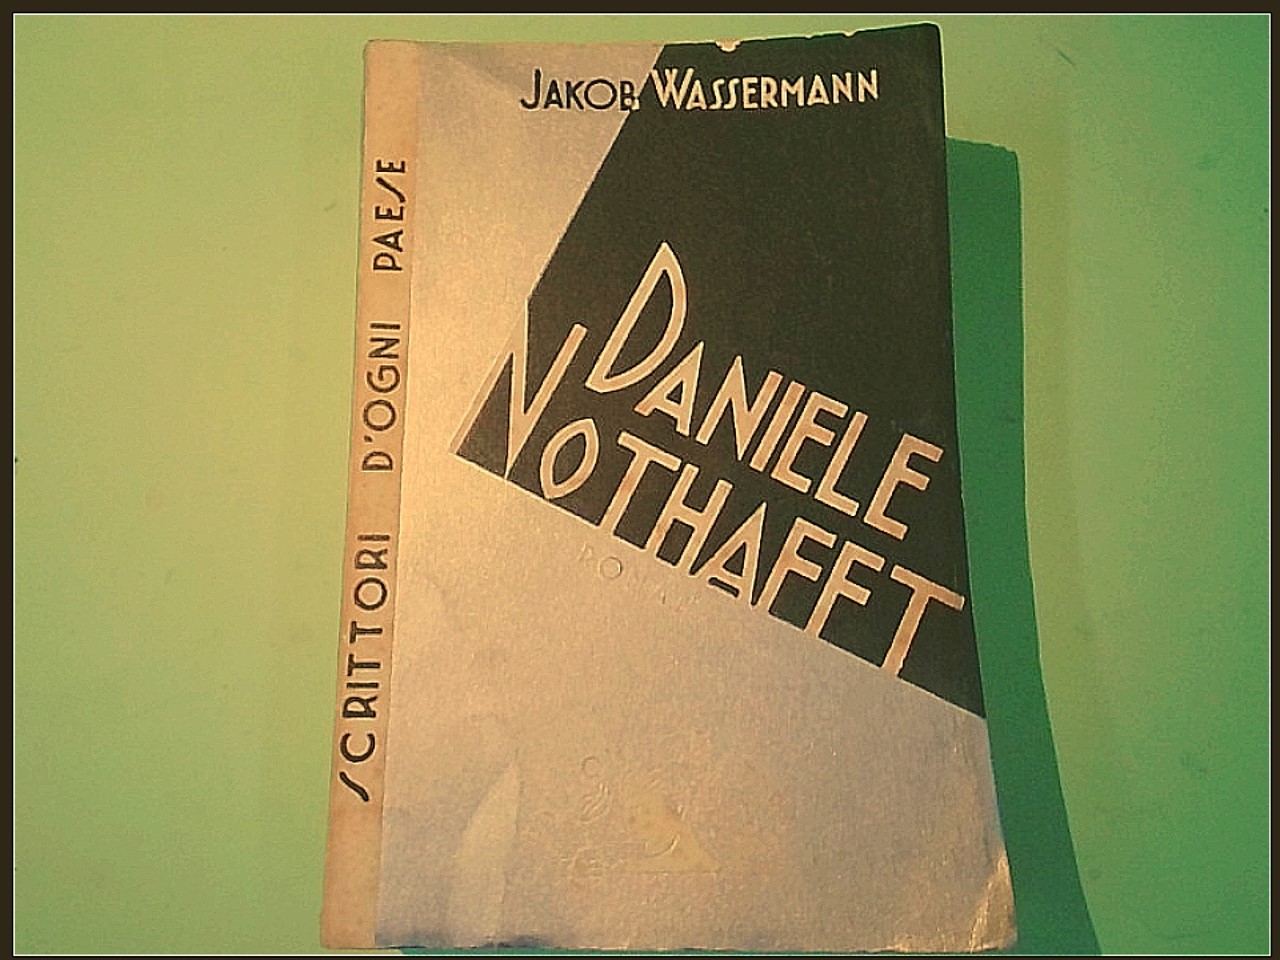 JAKOB WASSERMANN
SCRITTORI D'OGNI PAESE
DANIELE
NOTHAFFT